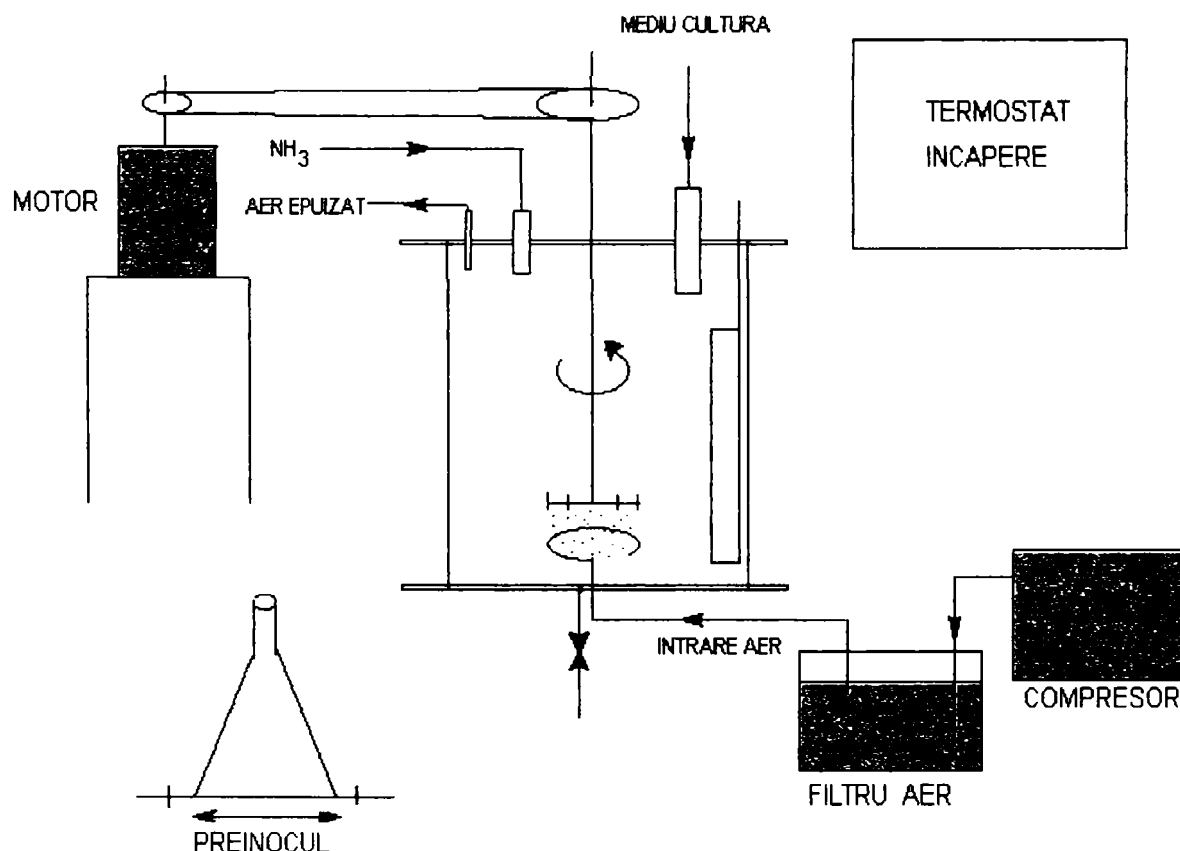 MEDIU CULTURA
TERMOSTAT
INCAPERE
NH3
MOTOR
AER EPUIZAT
INTRARE AER
COMPRESOR
FILTRU AER
PREINOCUL